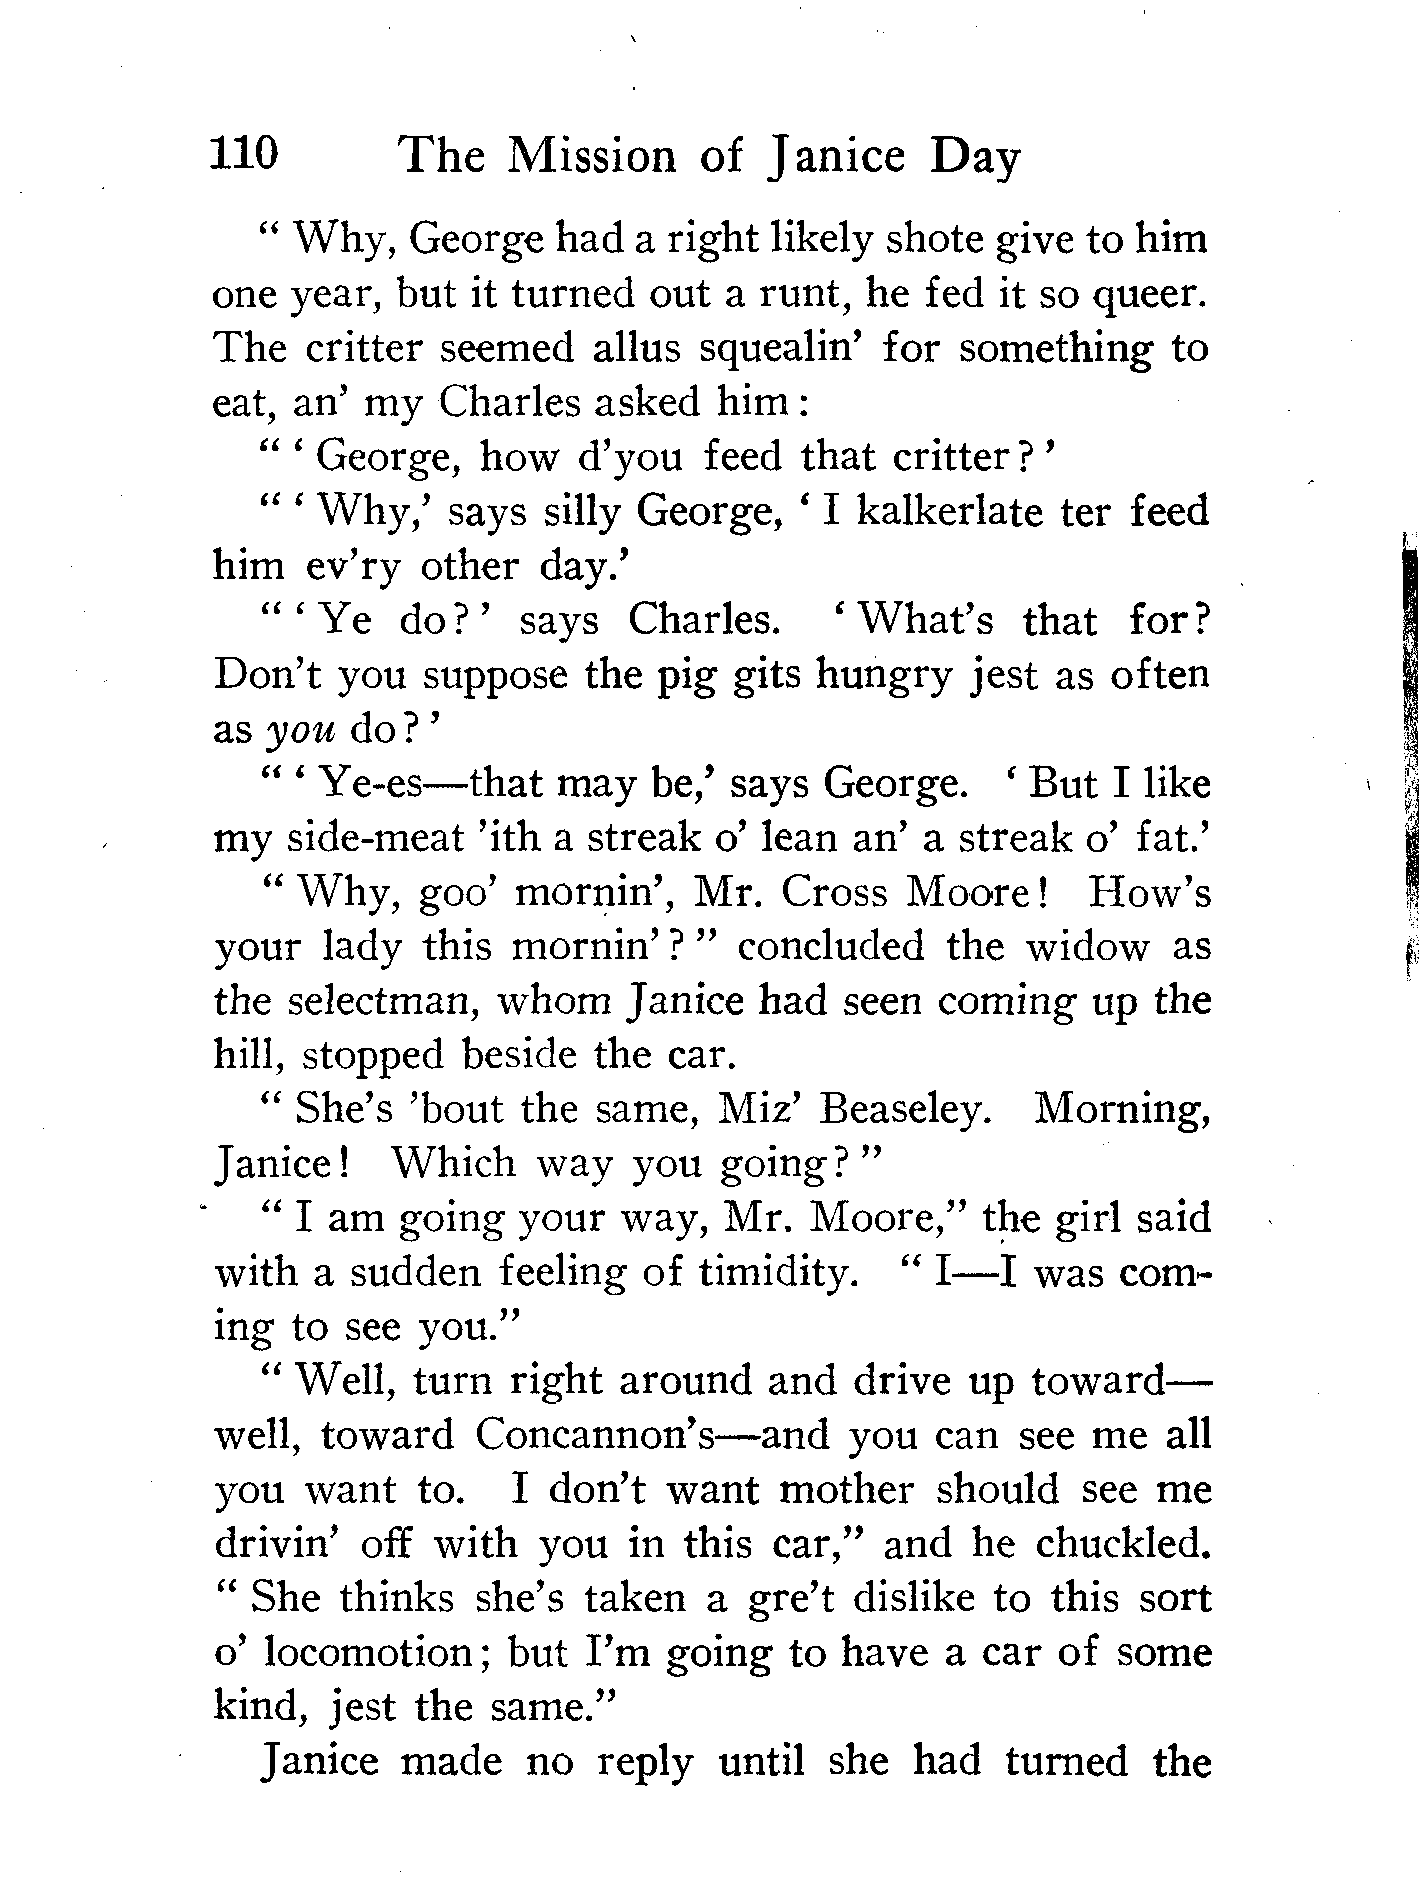 110 The Mission of Janice Day
" Why, George had a right likely shote give to him
one year, but it turned out a runt, he fed it so queer.
The critter seemed allus squealin' for something to
eat, an' my Charles asked him :
" ' George, how d'you feed that critter? '
" ' Why,' says silly George, ' I kalkerlate ter feed
him ev'ry other day.'
" ' Ye do? ' says Charles. ' What's that for?
Don't you suppose the pig gits hungry jest as often
as you do? '
" ' Ye-es—that may be,' says George. ' But I like
my side-meat 'ith a streak o' lean an' a streak o' fat.'
" Why, goo' mornin', Mr. Cross Moore! How's
your lady this mornin'? " concluded the widow as
the selectman, whom Janice had seen coming up the
hill, stopped beside the car.
" She's 'bout the same, Miz' Beaseley. Morning,
Janice! Which way you going? "
" I am going your way, Mr. Moore," the girl said
with a sudden feeling of timidity. " I—I was com-
ing to see you."
" Well, turn right around and drive up toward—
well, toward Concannon's—and you can see me all
you want to. I don't want mother should see me
drivin' off with you in this car," and he chuckled.
" She thinks she's taken a gre't dislike to this sort
o' locomotion; but I'm going to have a car of some
kind, jest the same."
Janice made no reply until she had turned the